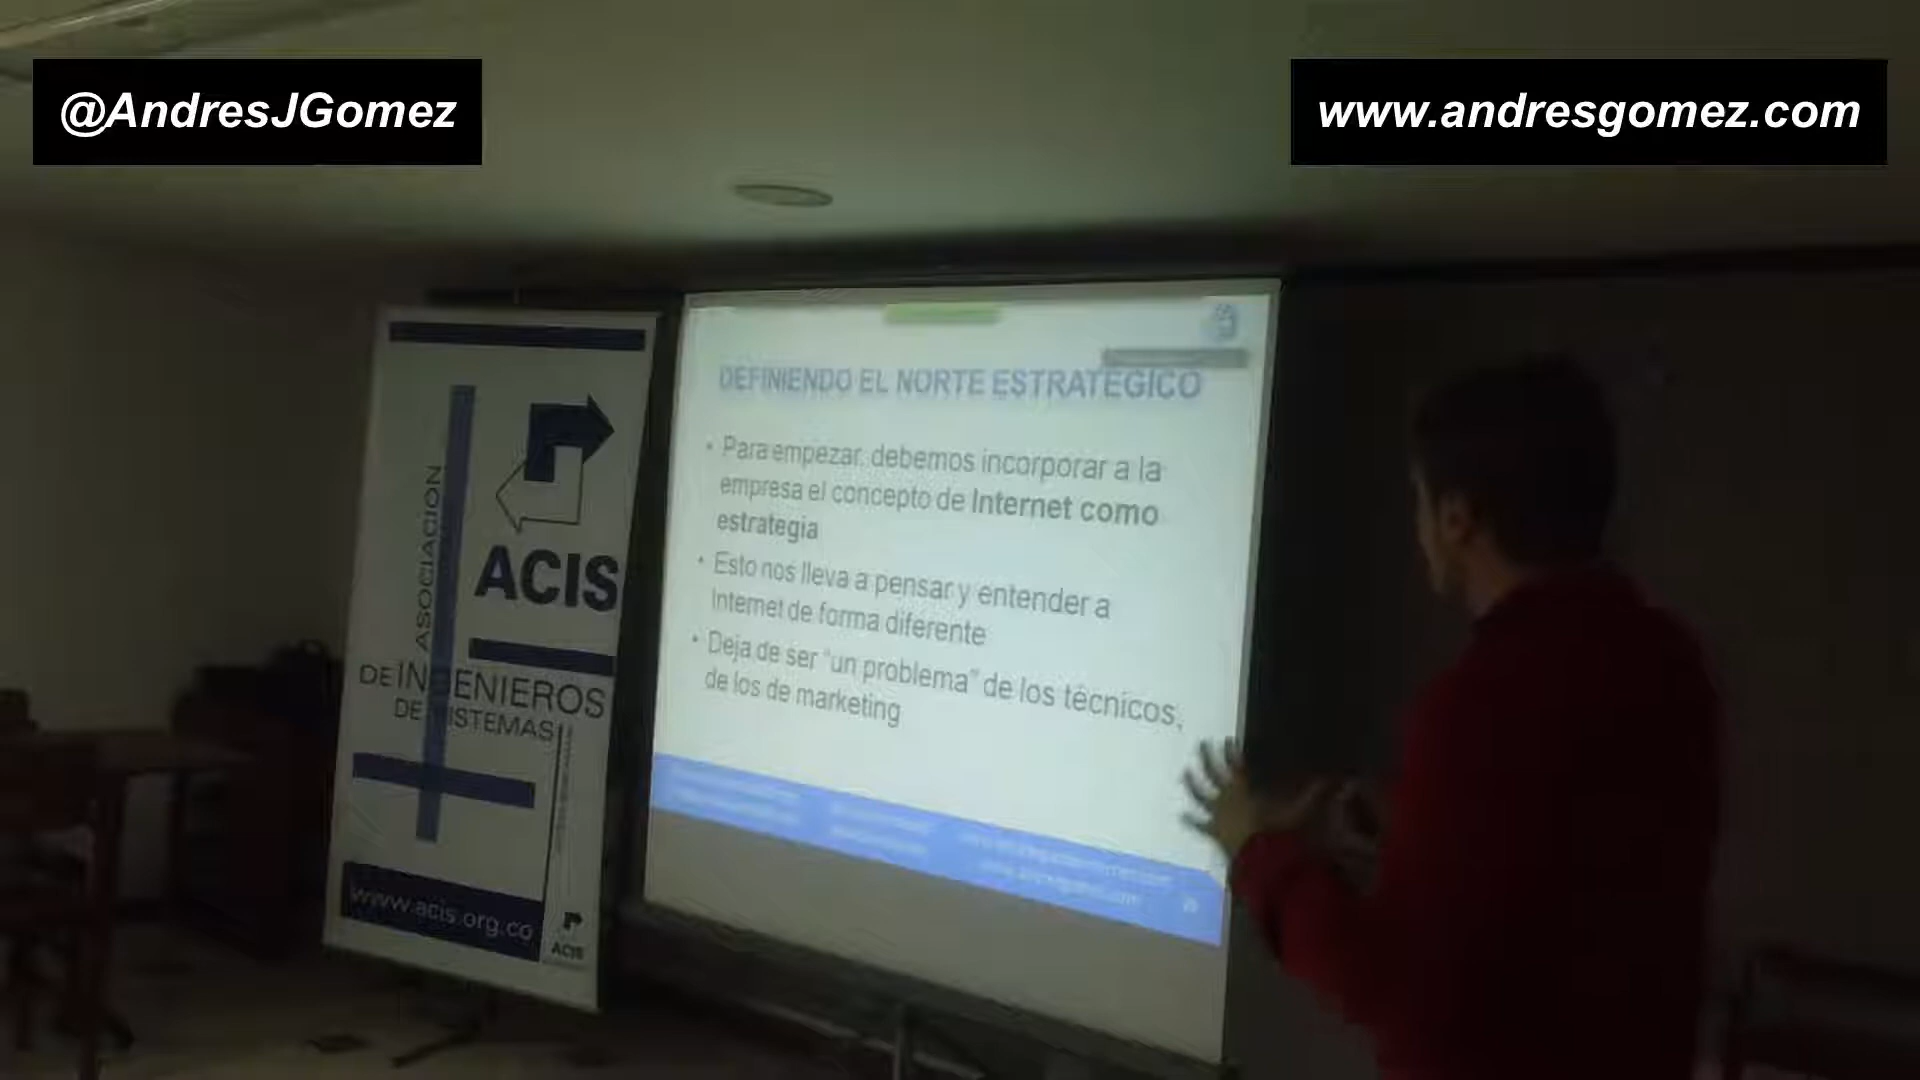 @AndresJGomez
www.andresgomez.com
ASOCIACION
ACIS
DE INGENIEROS
DE SISTEMAS
www.acis.org.co
ACIS
DEFINIENDO EL NORTE ESTRATEGICO
• Para empezar, debemos incorporar a la
empresa el concepto de Internet como
estrategia
• Esto nos lleva a pensar y entender a
Internet de forma diferente
• Deja de ser "un problema" de los técnicos,
de los de marketing